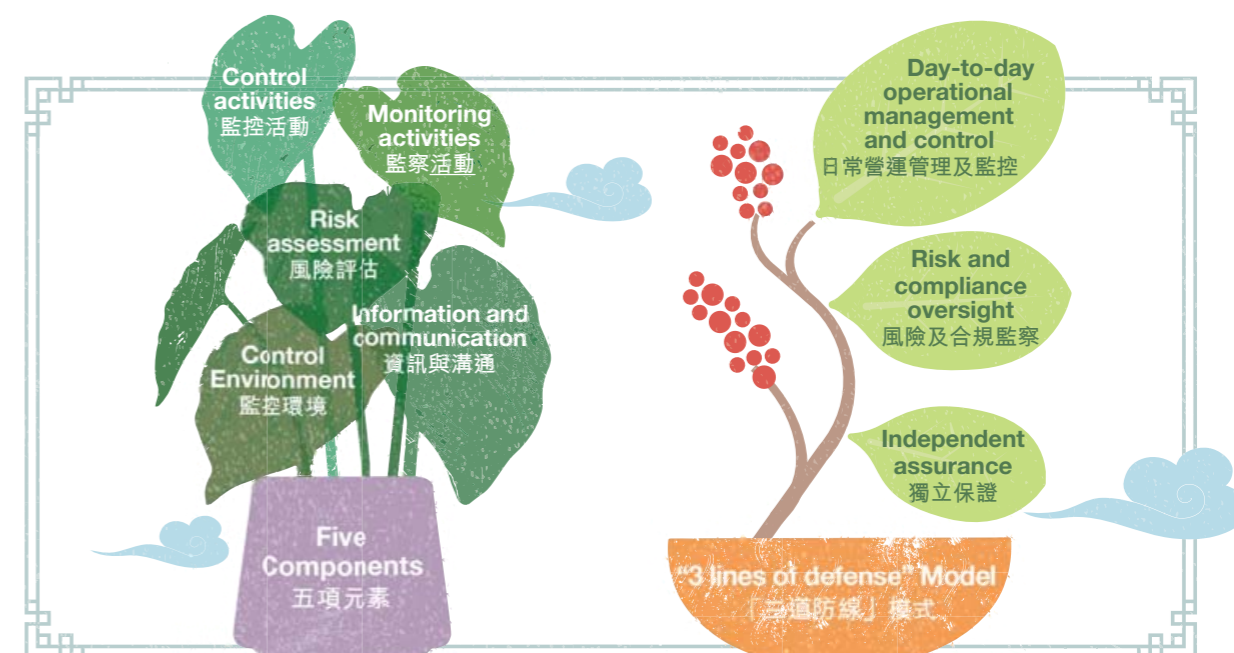 Control
activities
監控活動
Monitoring
activities
監察活動
Risk
assessment
風險評估
Information and
communication
資訊與溝通
Control
Environment
監控環境
Five
Components
五項元素
Day-to-day
operational
management
and control
日常營運管理及監控
Risk and
compliance
oversight
風險及合規監察
Independent
assurance
獨立保證
“3 lines of defense” Model
「三道防線」模式